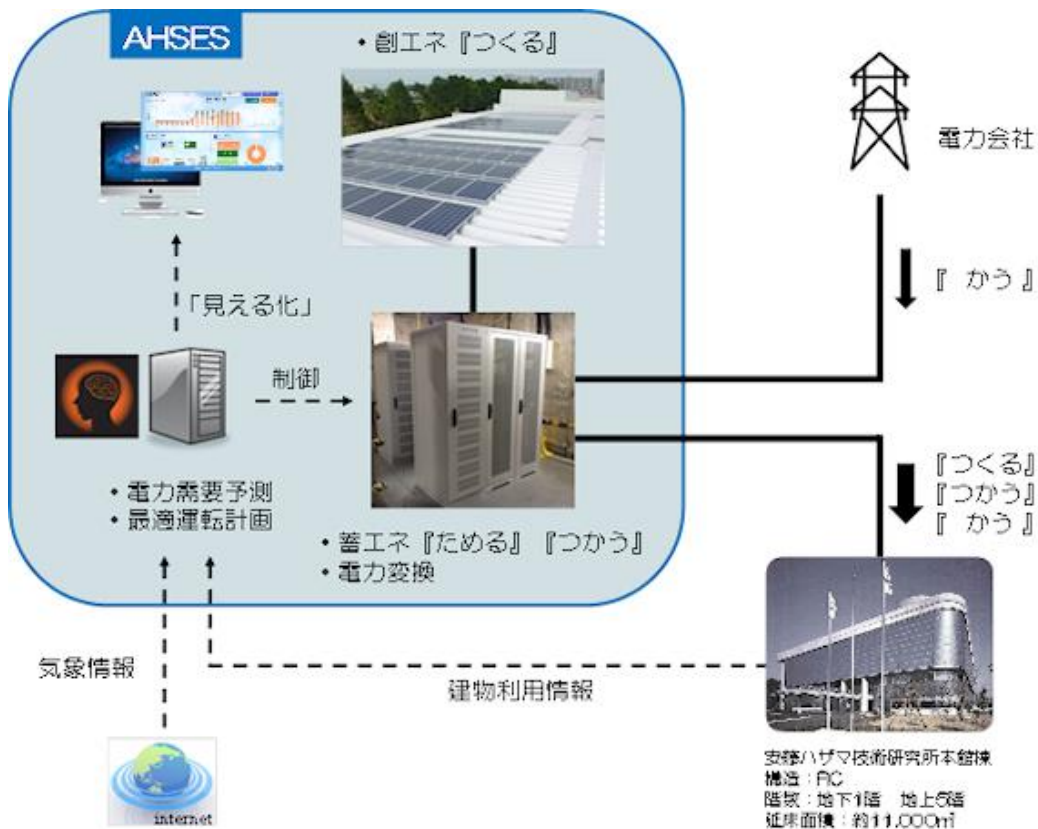 AHSES
・創エネ『つくる』
電力会社
『 かう 』
「見える化」
制御
・電力需要予測
・最適運転計画
・蓄エネ『ためる』『つかう』
・電力変換
『つくる』
『つかう』
『 かう 』
気象情報
建物利用情報
internet
安藤ハザマ技術研究所本館棟
構造：RC
階数：地下1階　地上5階
延床面積：約11,000㎡